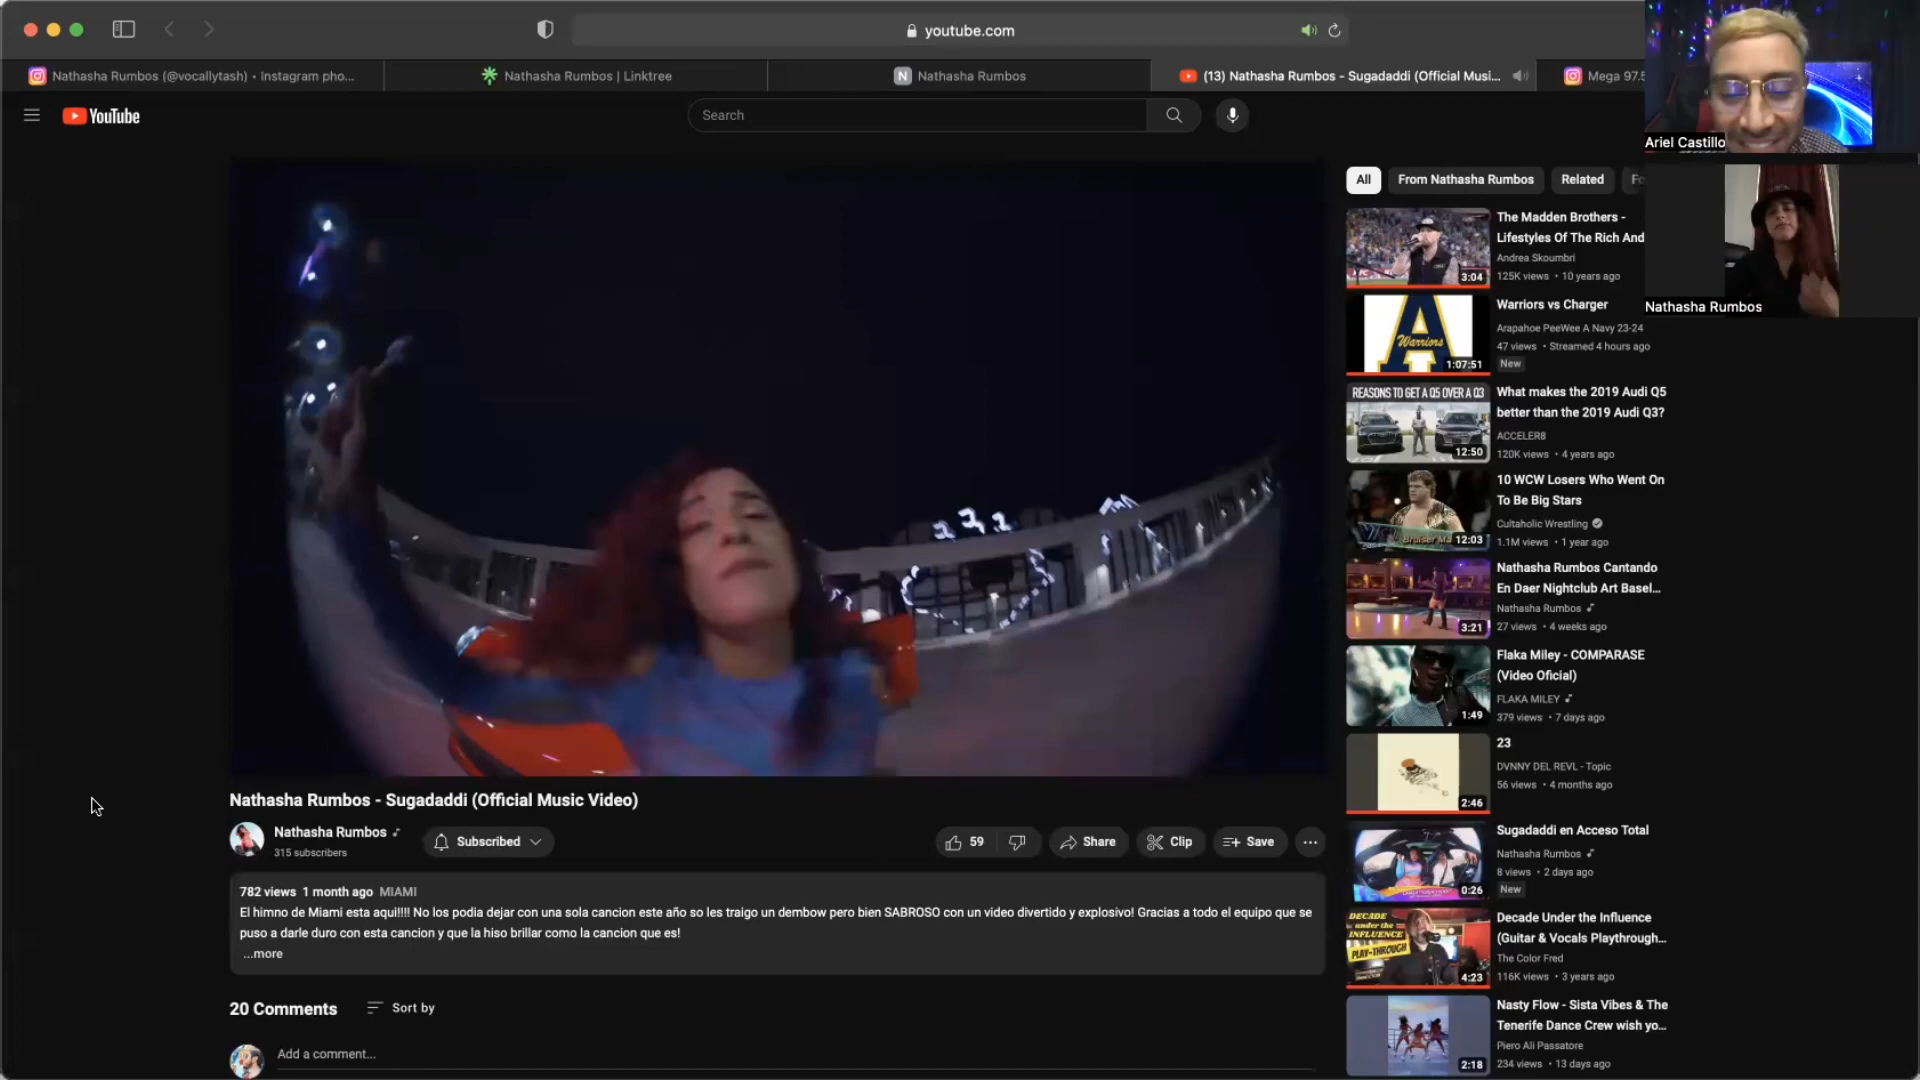 youtube.com
Nathasha Rumbos (@vocallytash) • Instagram pho...
Nathasha Rumbos | Linktree
N Nathasha Rumbos
(13) Nathasha Rumbos - Sugadaddi (Official Musi...
Mega 97.5
YouTube
Search
Ariel Castillo
Nathasha Rumbos
All
From Nathasha Rumbos
Related
Fo
The Madden Brothers -
Lifestyles Of The Rich And
Andrea Skoumbri
125K views • 10 years ago
3:04
Warriors vs Charger
Arapahoe PeeWee A Navy 23-24
47 views • Streamed 4 hours ago
New
A
Warriors
1:07:51
REASONS TO GET A Q5 OVER A Q3
What makes the 2019 Audi Q5
better than the 2019 Audi Q3?
ACCELER8
120K views • 4 years ago
12:50
10 WCW Losers Who Went On
To Be Big Stars
Cultaholic Wrestling
1.1M views • 1 year ago
12:03
Nathasha Rumbos Cantando
En Daer Nightclub Art Basel...
Nathasha Rumbos
27 views • 4 weeks ago
3:21
Flaka Miley - COMPARASE
(Video Oficial)
FLAKA MILEY
379 views • 7 days ago
1:49
23
DVNNY DEL REVL - Topic
56 views • 4 months ago
2:46
Sugadaddi en Acceso Total
Nathasha Rumbos
8 views • 2 days ago
New
0:26
DECADE
under the
INFLUENCE
PLAY-THROUGH
Decade Under the Influence
(Guitar & Vocals Playthrough...
The Color Fred
116K views • 3 years ago
4:23
Nasty Flow - Sista Vibes & The
Tenerife Dance Crew wish yo...
Piero Ali Passatore
234 views • 13 days ago
2:18
Nathasha Rumbos - Sugadaddi (Official Music Video)
Nathasha Rumbos
315 subscribers
Subscribed
59
Share
Clip
Save
782 views 1 month ago MIAMI
El himno de Miami esta aqui!!!! No los podia dejar con una sola cancion este año so les traigo un dembow pero bien SABROSO con un video divertido y explosivo! Gracias a todo el equipo que se
puso a darle duro con esta cancion y que la hiso brillar como la cancion que es!
...more
20 Comments
Sort by
Add a comment...